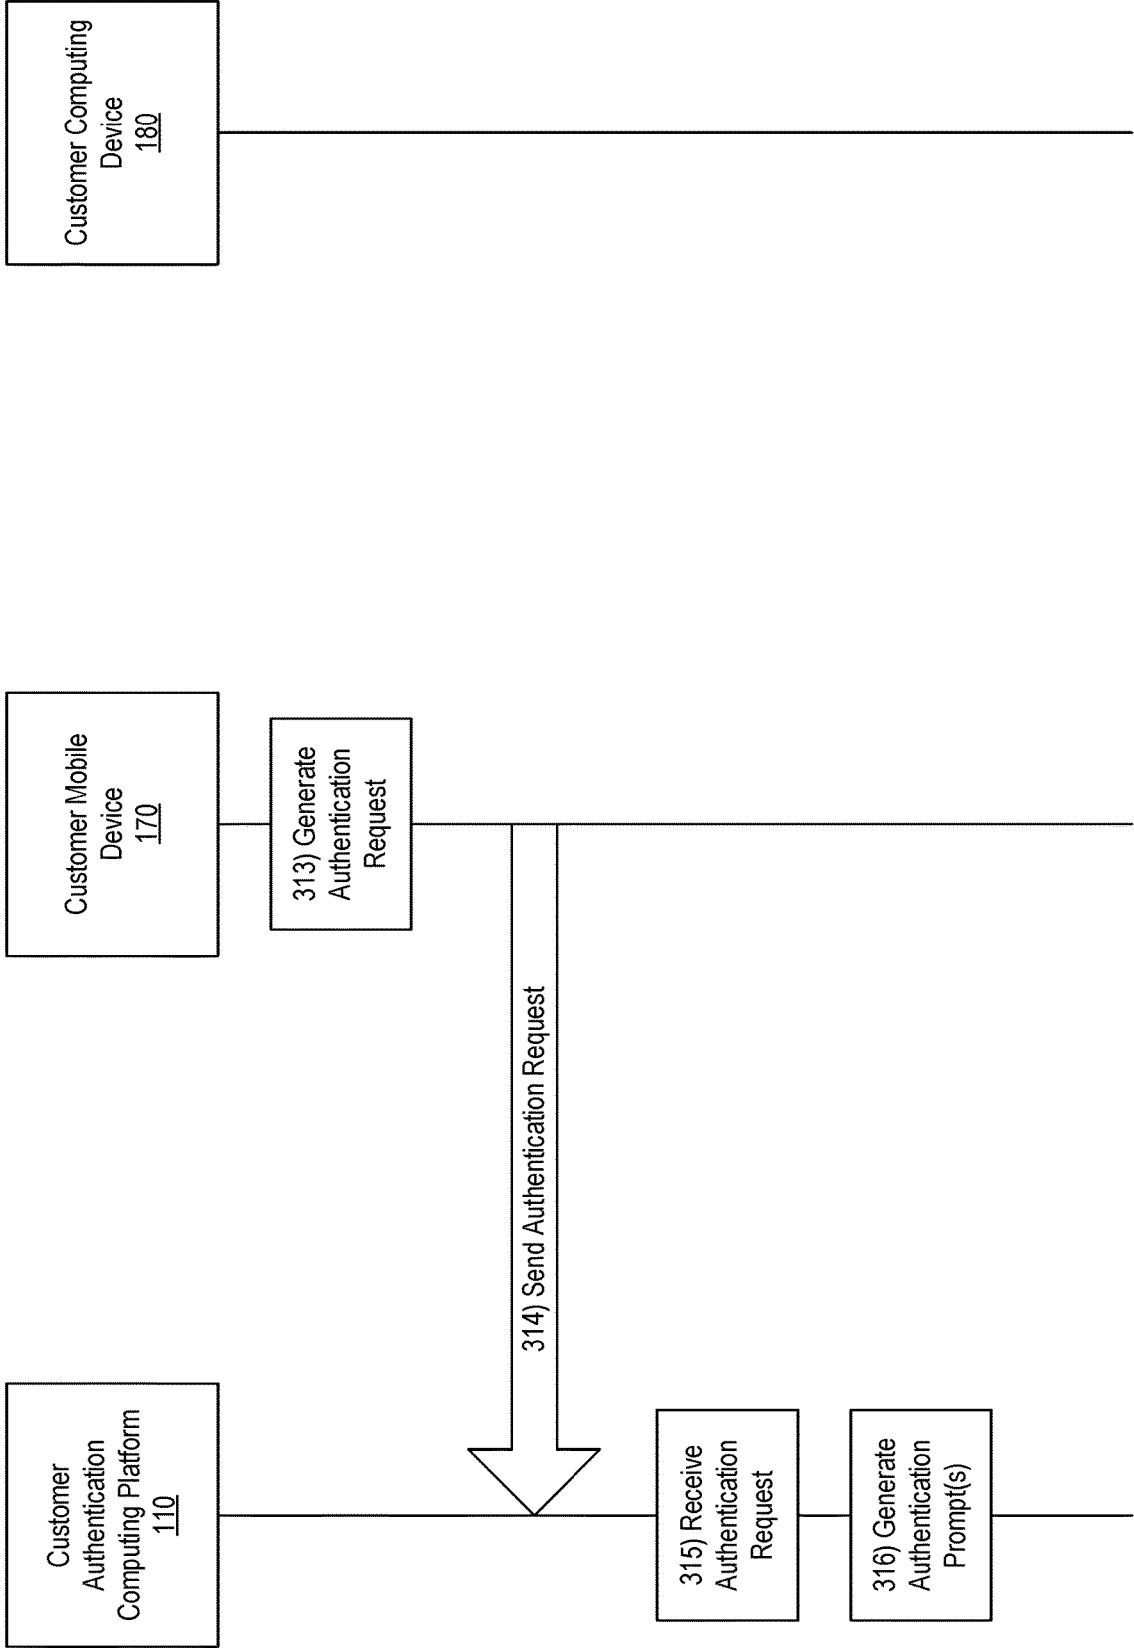 Customer
Authentication
Computing Platform
110
Customer Mobile
Device
170
Customer Computing
Device
180
313) Generate
Authentication
Request
314) Send Authentication Request
315) Receive
Authentication
Request
316) Generate
Authentication
Prompt(s)